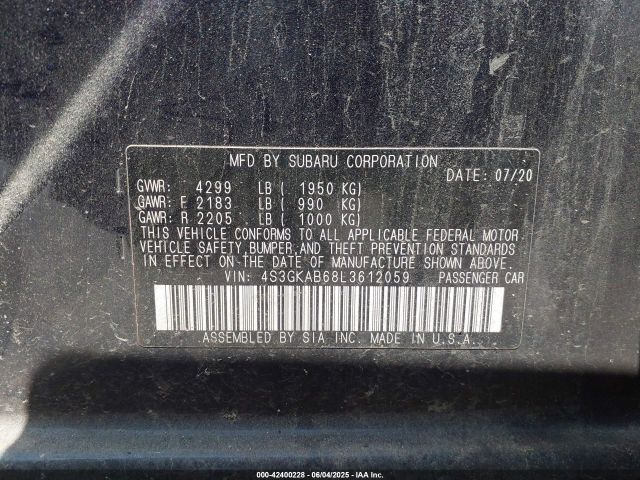 MFD BY SUBARU CORPORATION
DATE: 07/20
GVWR: 4299 LB ( 1950 KG)
GAWR: F 2183 LB ( 990 KG)
GAWR: R 2205 LB ( 1000 KG)
THIS VEHICLE CONFORMS TO ALL APPLICABLE FEDERAL MOTOR
VEHICLE SAFETY, BUMPER, AND THEFT PREVENTION STANDARDS
IN EFFECT ON THE DATE OF MANUFACTURE SHOWN ABOVE.
VIN: 4S3GKAB68L3612059 PASSENGER CAR
ASSEMBLED BY SIA INC. MADE IN U.S.A.
000-42400228 - 06/04/2025 - IAA Inc.